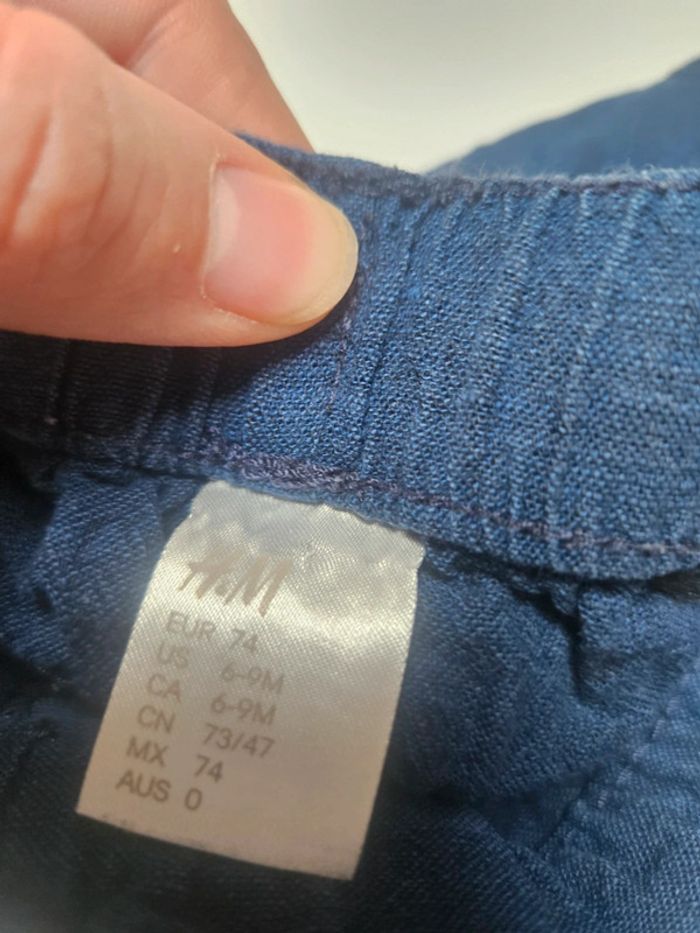 H&M
EUR 74
US 6-9M
CA 6-9M
CN 73/47
MX 74
AUS 0